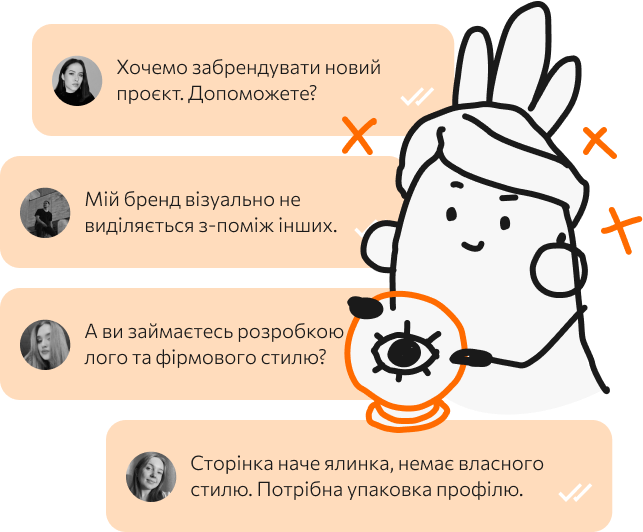 Хочемо забрендувати новий
проєкт. Допоможете?
Мій бренд візуально не
виділяється з-поміж інших.
А ви займаєтесь розробкою
лого та фірмового стилю?
Сторінка наче ялинка, немає власного
стилю. Потрібна упаковка профілю.